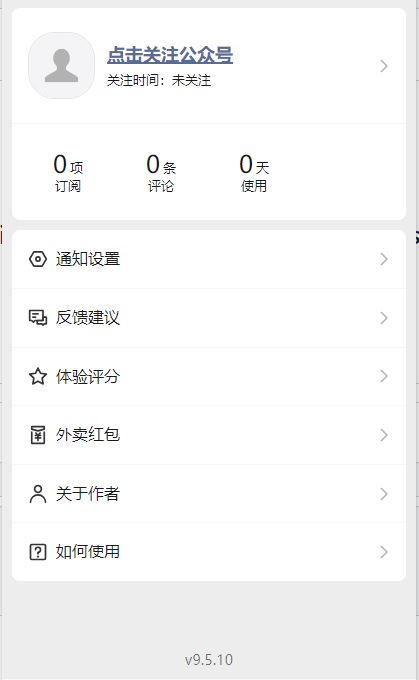 点击关注公众号
关注时间：未关注
0项 0条 0天
订阅 评论 使用
通知设置
反馈建议
体验评分
外卖红包
关于作者
如何使用
v9.5.10